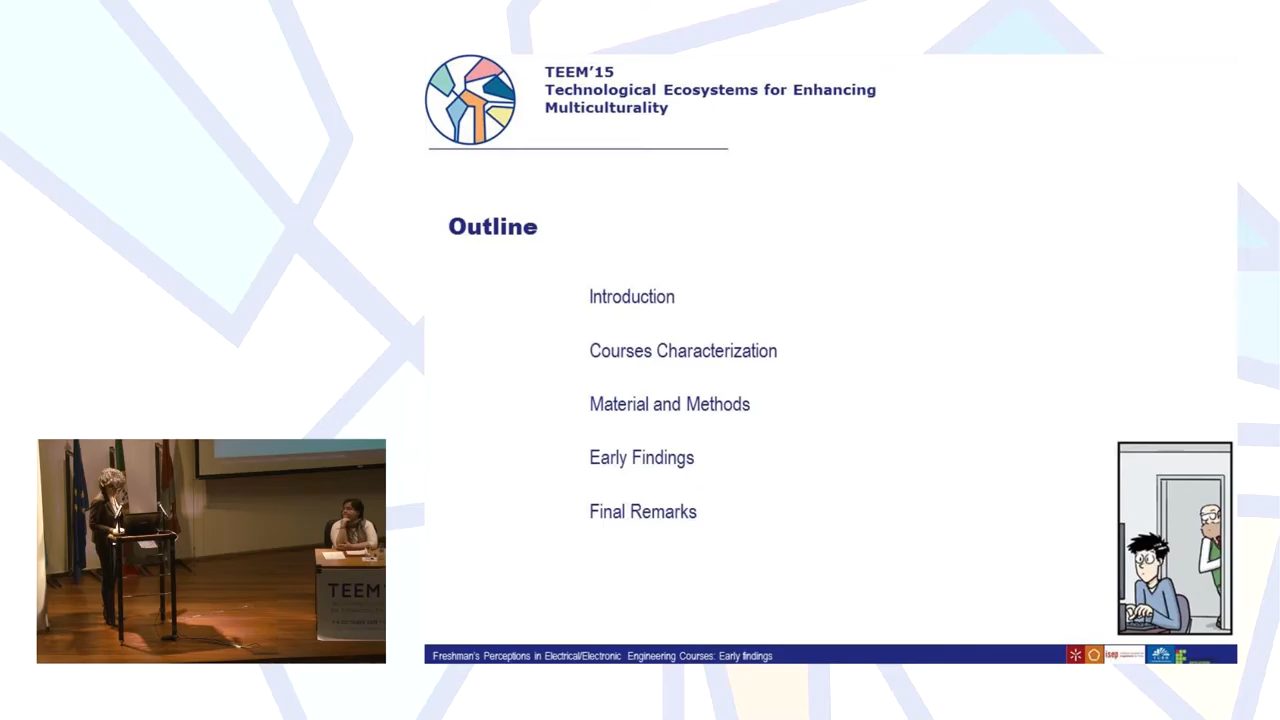 TEEM’15
Technological Ecosystems for Enhancing
Multiculturality
Outline
Introduction
Courses Characterization
Material and Methods
Early Findings
Final Remarks
TEEM'
Freshman's Perceptions in Electrical/Electronic Engineering Courses: Early findings
isep